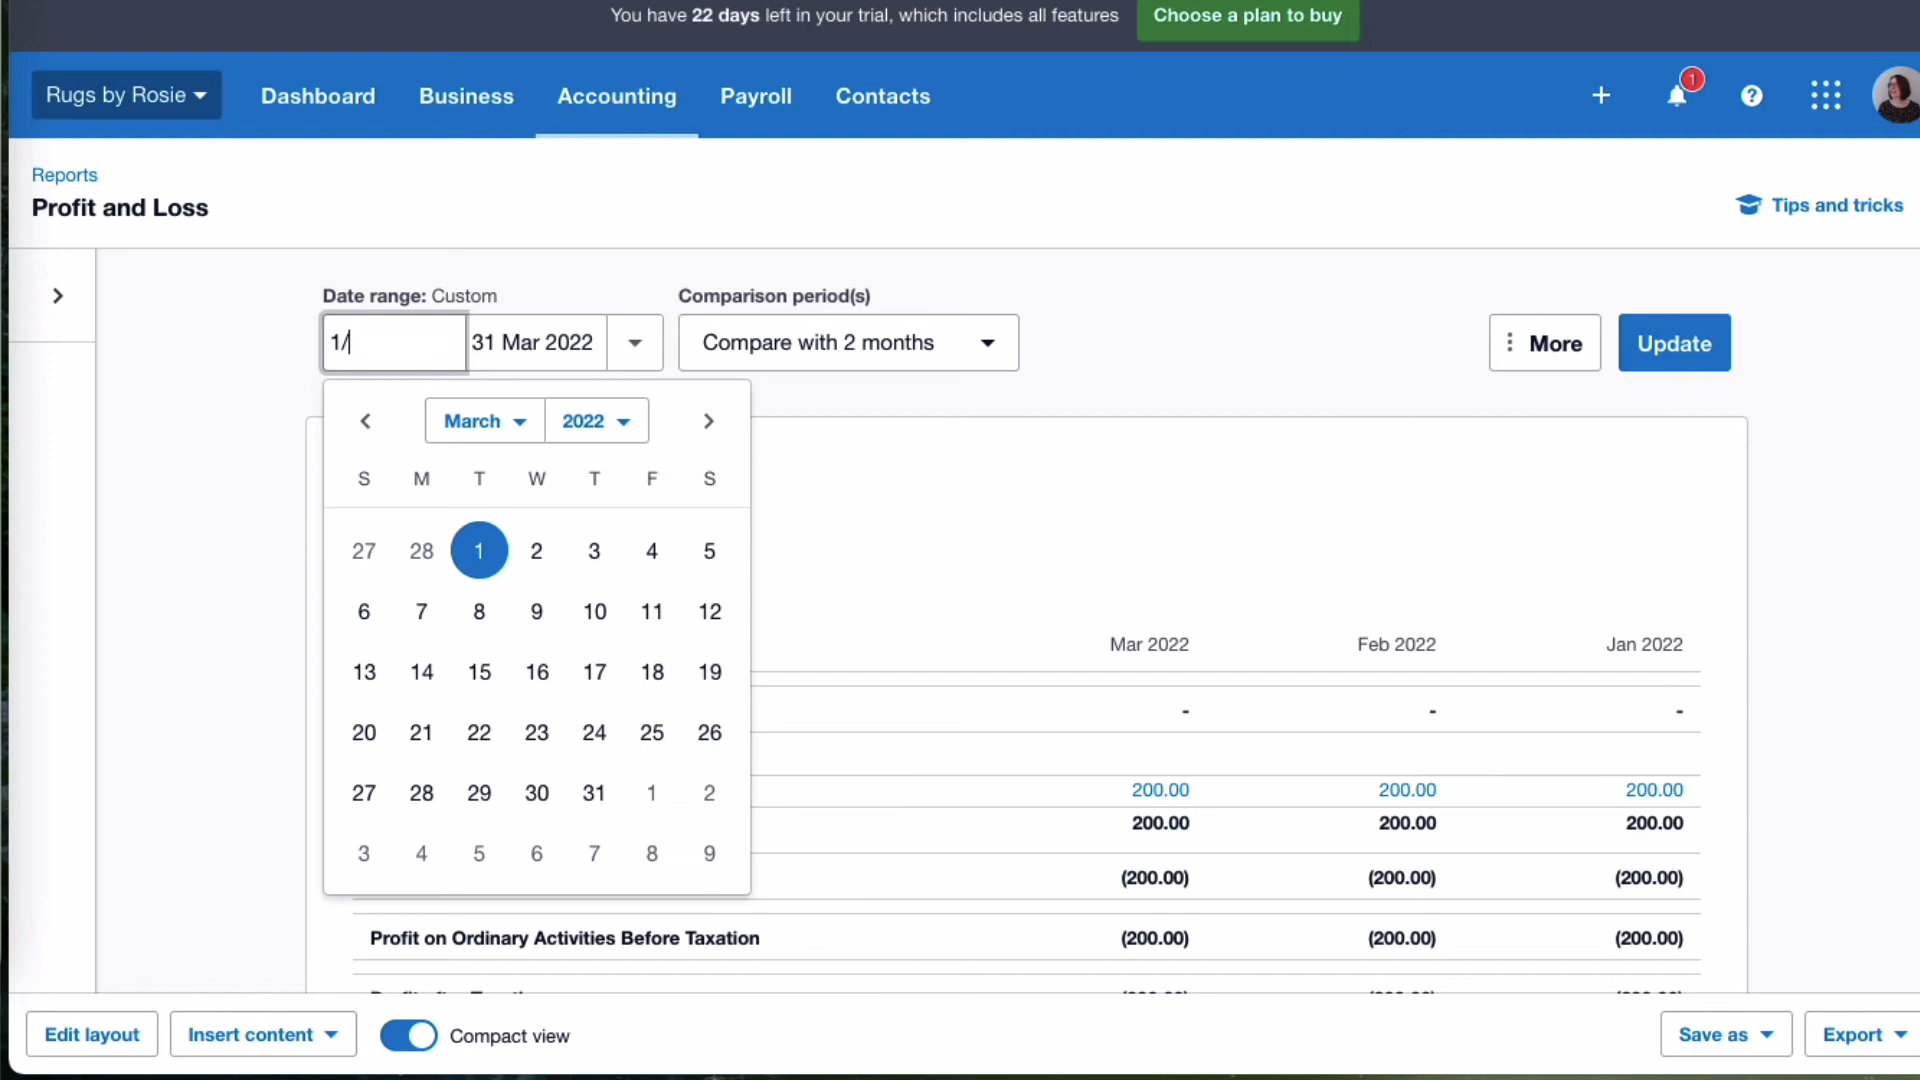 You have 22 days left in your trial, which includes all features
Choose a plan to buy
Rugs by Rosie
Dashboard
Business
Accounting
Payroll
Contacts
1
Reports
Profit and Loss
Tips and tricks
Date range: Custom
Comparison period(s)
1/
31 Mar 2022
Compare with 2 months
More
Update
March
2022
S M T W T F S
27 28 1 2 3 4 5
6 7 8 9 10 11 12
13 14 15 16 17 18 19
20 21 22 23 24 25 26
27 28 29 30 31 1 2
3 4 5 6 7 8 9
Mar 2022 Feb 2022 Jan 2022
- - -
200.00 200.00 200.00
200.00 200.00 200.00
(200.00) (200.00) (200.00)
Profit on Ordinary Activities Before Taxation (200.00) (200.00) (200.00)
Edit layout
Insert content
Compact view
Save as
Export